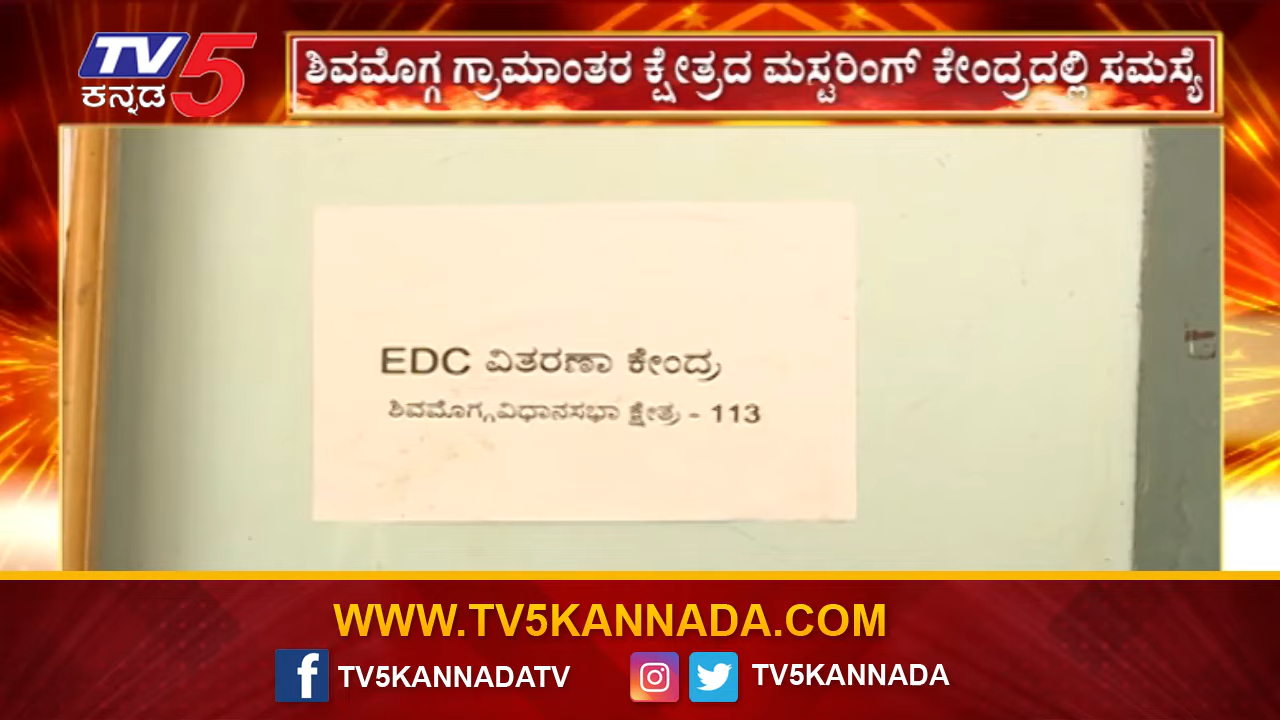 TV5
ಕನ್ನಡ
ಶಿವಮೊಗ್ಗ ಗ್ರಾಮಾಂತರ ಕ್ಷೇತ್ರದ ಮಸ್ಟರಿಂಗ್ ಕೇಂದ್ರದಲ್ಲಿ ಸಮಸ್ಯೆ
EDC ವಿತರಣಾ ಕೇಂದ್ರ
ಶಿವಮೊಗ್ಗ ವಿಧಾನಸಭಾ ಕ್ಷೇತ್ರ - 113
WWW.TV5KANNADA.COM
f TV5KANNADATV TV5KANNADA